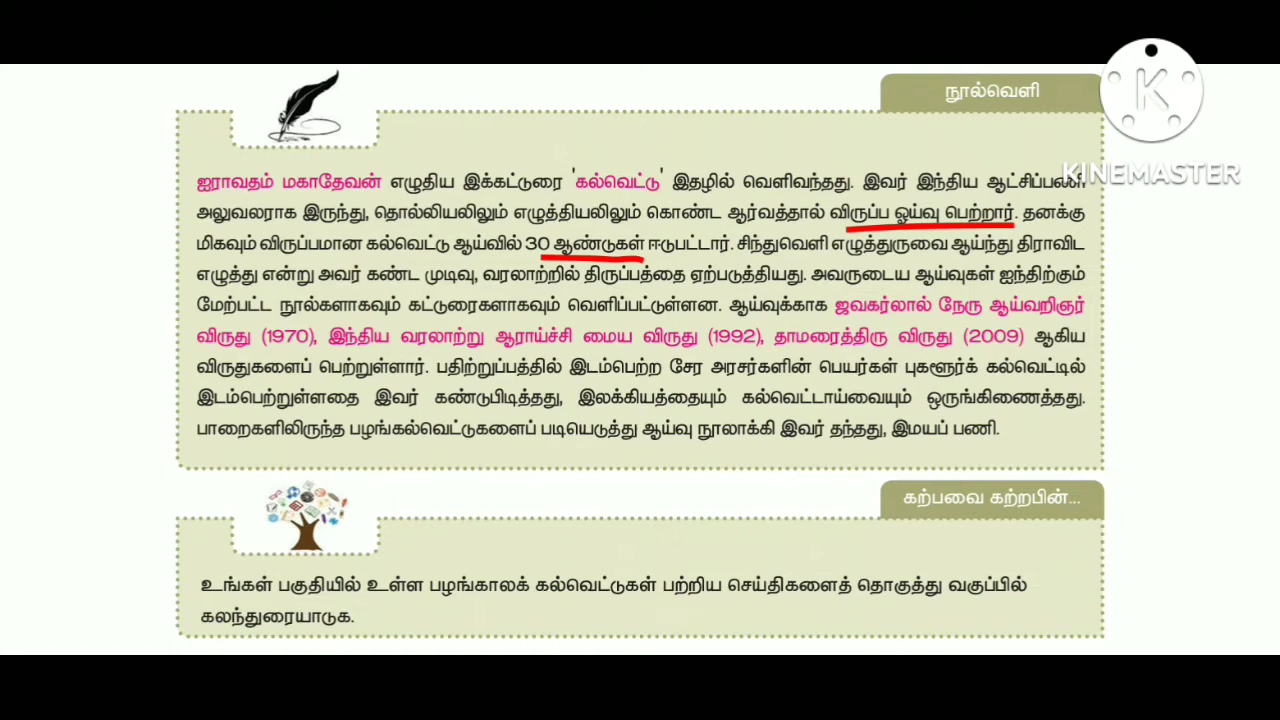 நூல்வெளி
K
KINEMASTER
ஐராவதம் மகாதேவன் எழுதிய இக்கட்டுரை 'கல்வெட்டு' இதழில் வெளிவந்தது. இவர் இந்திய ஆட்சிப்பணி
அலுவலராக இருந்து, தொல்லியலிலும் எழுத்தியலிலும் கொண்ட ஆர்வத்தால் விருப்ப ஓய்வு பெற்றார். தனக்கு
மிகவும் விருப்பமான கல்வெட்டு ஆய்வில் 30 ஆண்டுகள் ஈடுபட்டார். சிந்துவெளி எழுத்துருவை ஆய்ந்து திராவிட
எழுத்து என்று அவர் கண்ட முடிவு, வரலாற்றில் திருப்பத்தை ஏற்படுத்தியது. அவருடைய ஆய்வுகள் ஐந்திற்கும்
மேற்பட்ட நூல்களாகவும் கட்டுரைகளாகவும் வெளிப்பட்டுள்ளன. ஆய்வுக்காக ஜவகர்லால் நேரு ஆய்வறிஞர்
விருது (1970), இந்திய வரலாற்று ஆராய்ச்சி மைய விருது (1992), தாமரைத்திரு விருது (2009) ஆகிய
விருதுகளைப் பெற்றுள்ளார். பதிற்றுப்பத்தில் இடம்பெற்ற சேர அரசர்களின் பெயர்கள் புகளூர்க் கல்வெட்டில்
இடம்பெற்றுள்ளதை இவர் கண்டுபிடித்தது, இலக்கியத்தையும் கல்வெட்டாய்வையும் ஒருங்கிணைத்தது.
பாறைகளிலிருந்த பழங்கல்வெட்டுகளைப் படியெடுத்து ஆய்வு நூலாக்கி இவர் தந்தது, இமயப் பணி.
கற்பவை கற்றபின்...
உங்கள் பகுதியில் உள்ள பழங்காலக் கல்வெட்டுகள் பற்றிய செய்திகளைத் தொகுத்து வகுப்பில்
கலந்துரையாடுக.